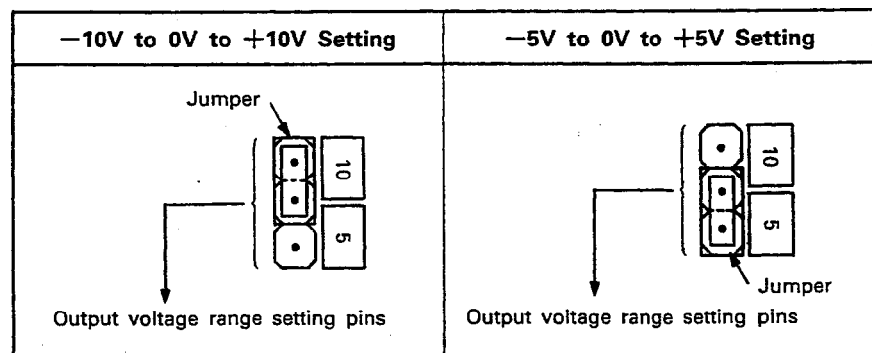 −10V to 0V to +10V Setting
−5V to 0V to +5V Setting
Jumper
10
5
Output voltage range setting pins
10
5
Jumper
Output voltage range setting pins